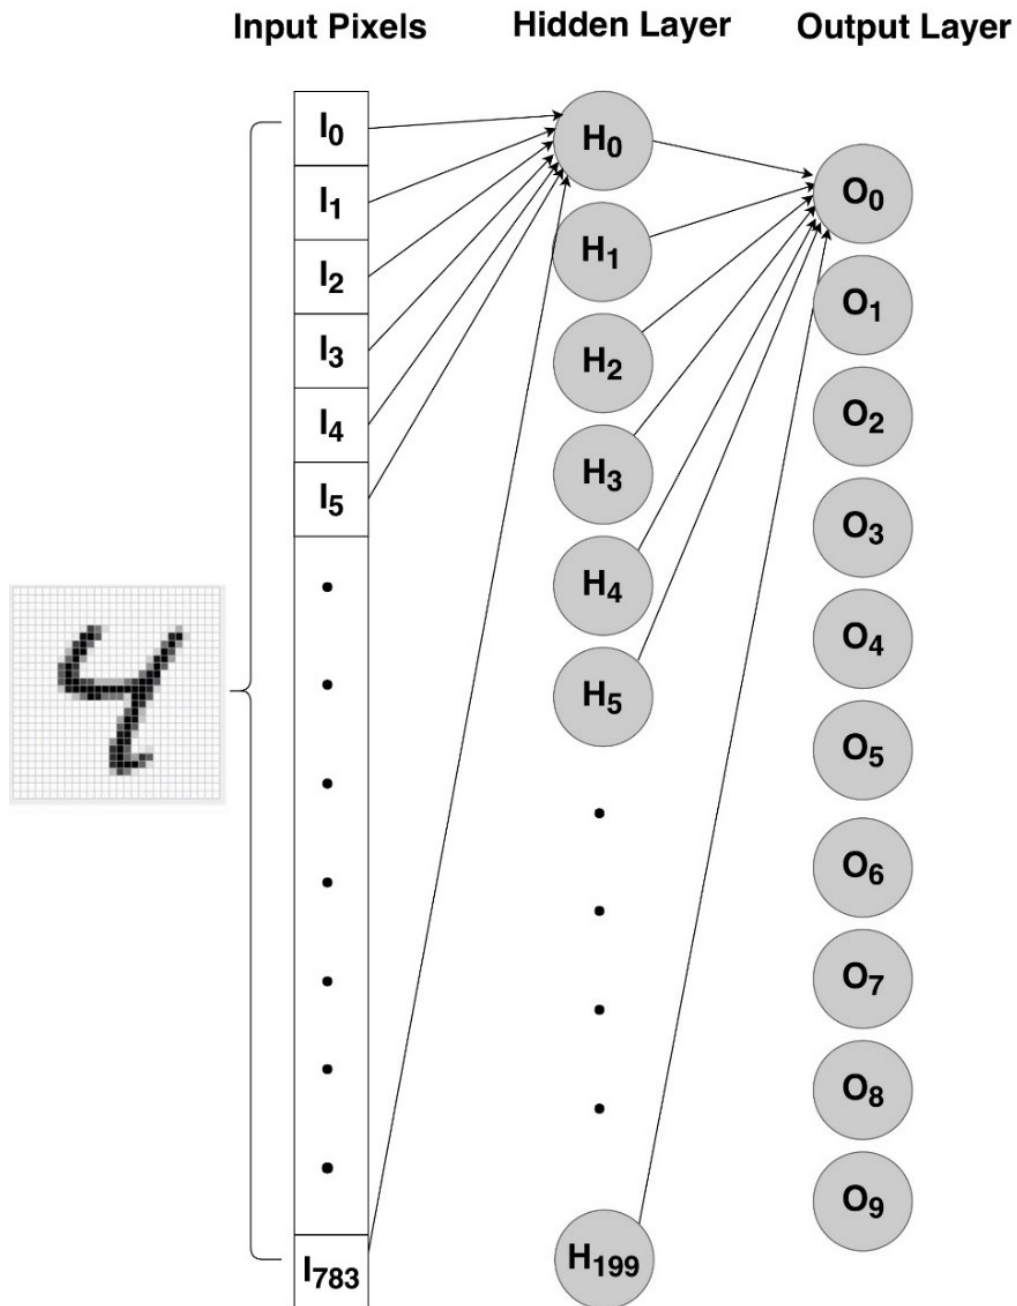 Input Pixels
Hidden Layer
Output Layer
I0
I1
I2
I3
I4
I5
I783
H0
H1
H2
H3
H4
H5
H199
O0
O1
O2
O3
O4
O5
O6
O7
O8
O9
4